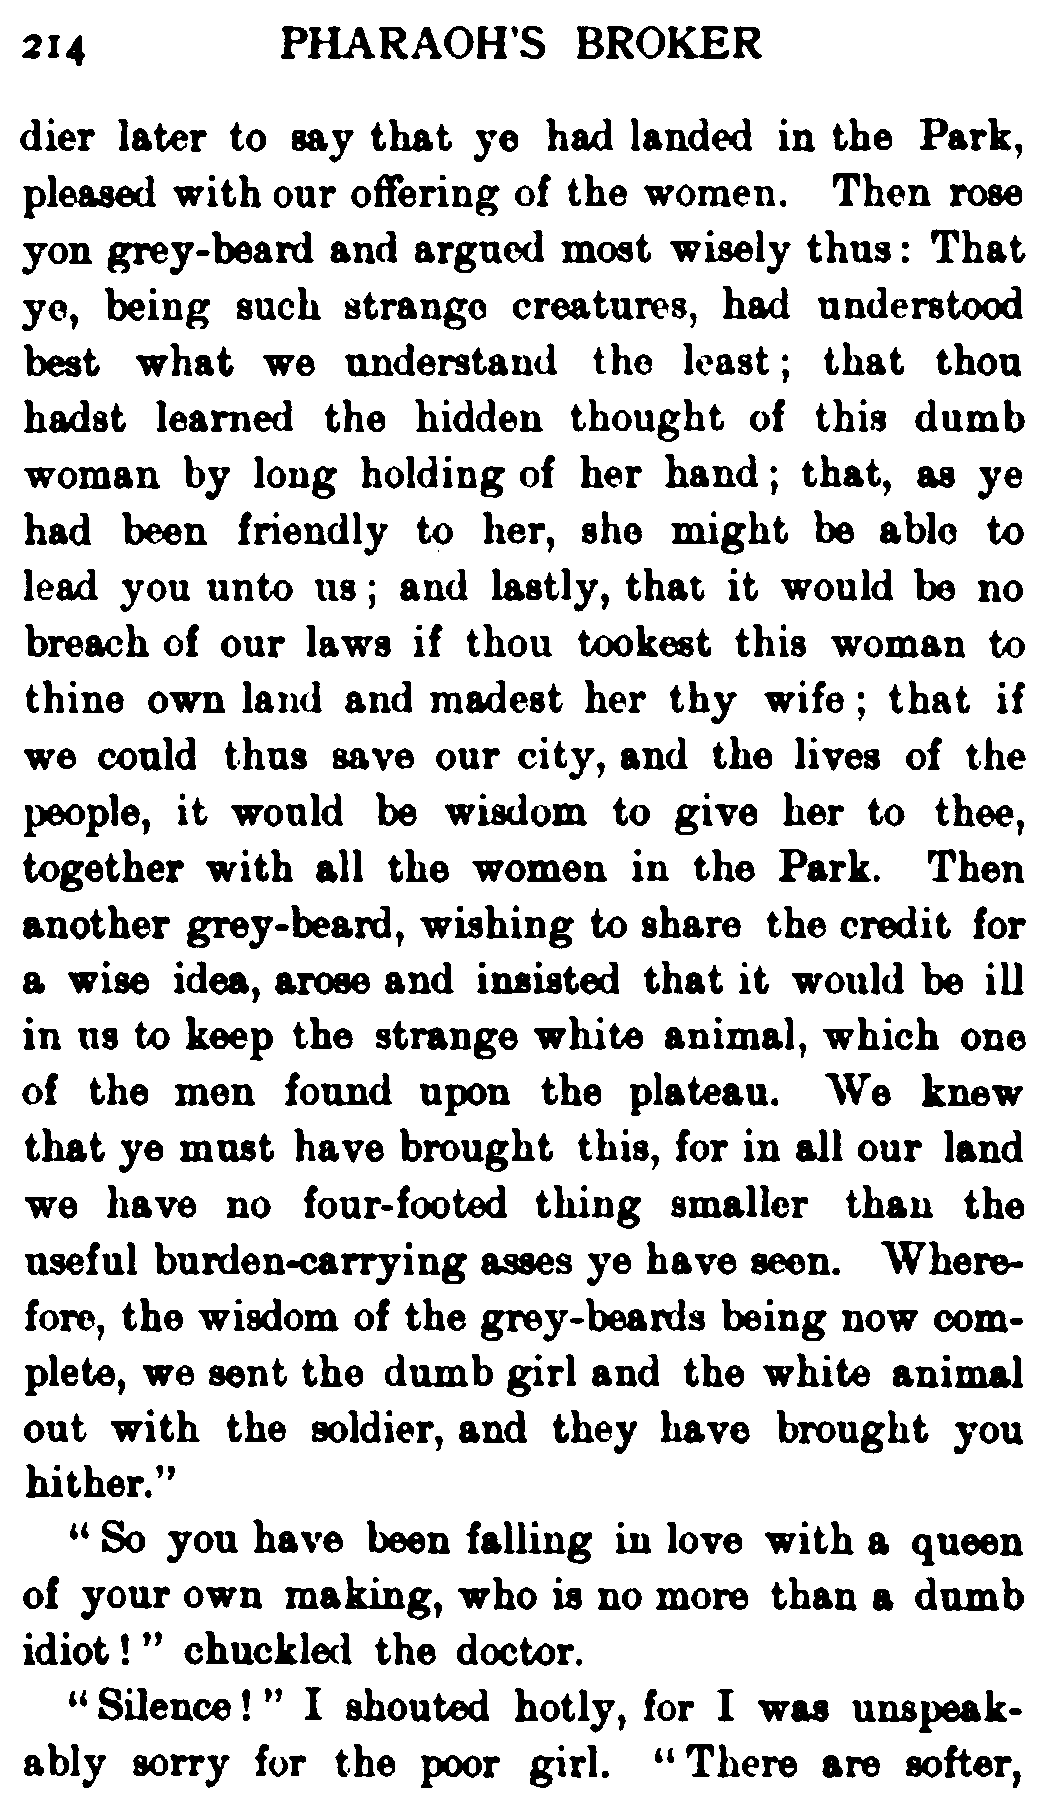 214 PHARAOH'S BROKER
dier later to say that ye had landed in the Park,
pleased with our offering of the women. Then rose
yon grey-beard and argued most wisely thus: That
ye, being such strange creatures, had understood
best what we understand the least; that thou
hadst learned the hidden thought of this dumb
woman by long holding of her hand; that, as ye
had been friendly to her, she might be able to
lead you unto us; and lastly, that it would be no
breach of our laws if thou tookest this woman to
thine own land and madest her thy wife; that if
we could thus save our city, and the lives of the
people, it would be wisdom to give her to thee,
together with all the women in the Park. Then
another grey-beard, wishing to share the credit for
a wise idea, arose and insisted that it would be ill
in us to keep the strange white animal, which one
of the men found upon the plateau. We knew
that ye must have brought this, for in all our land
we have no four-footed thing smaller than the
useful burden-carrying asses ye have seen. Where-
fore, the wisdom of the grey-beards being now com-
plete, we sent the dumb girl and the white animal
out with the soldier, and they have brought you
hither."
"So you have been falling in love with a queen
of your own making, who is no more than a dumb
idiot!" chuckled the doctor.
"Silence!" I shouted hotly, for I was unspeak-
ably sorry for the poor girl. "There are softer,